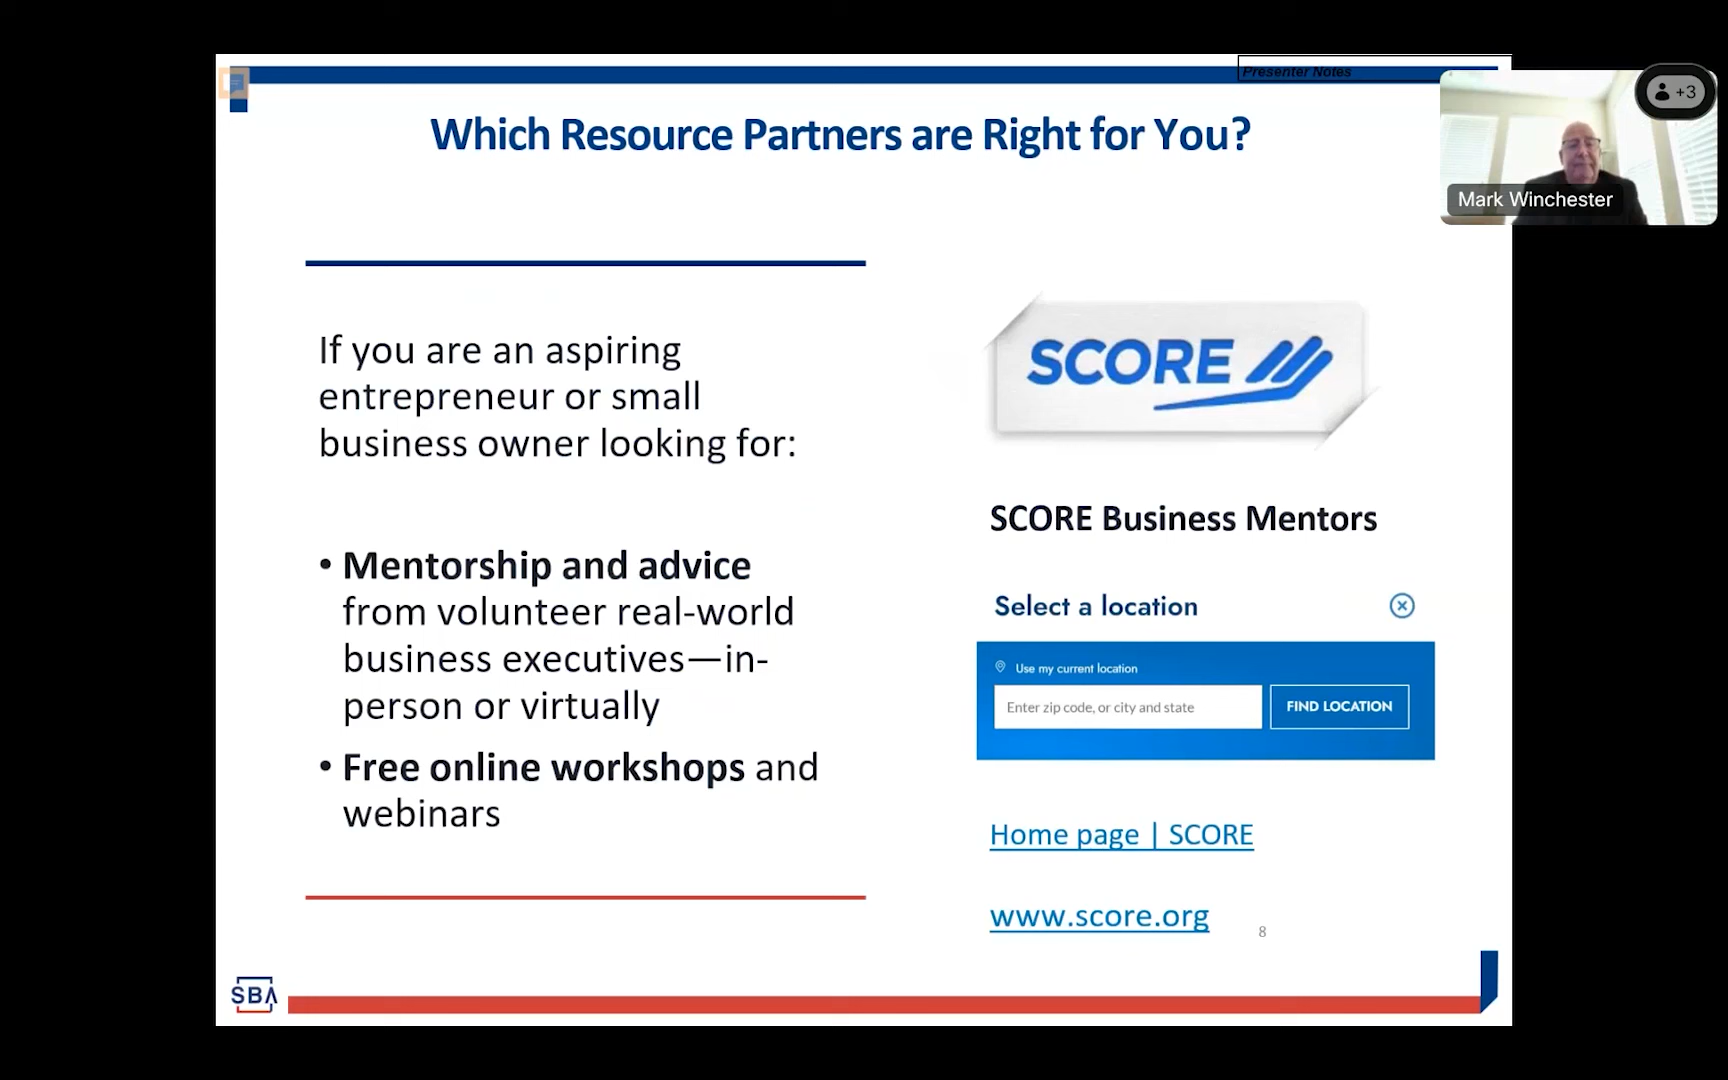 Presenter Notes
+3
Mark Winchester
Which Resource Partners are Right for You?
If you are an aspiring
entrepreneur or small
business owner looking for:
• Mentorship and advice
from volunteer real-world
business executives—in-
person or virtually
• Free online workshops and
webinars
SCORE
SCORE Business Mentors
Select a location
Use my current location
Enter zip code, or city and state
FIND LOCATION
Home page | SCORE
www.score.org
8
SBA